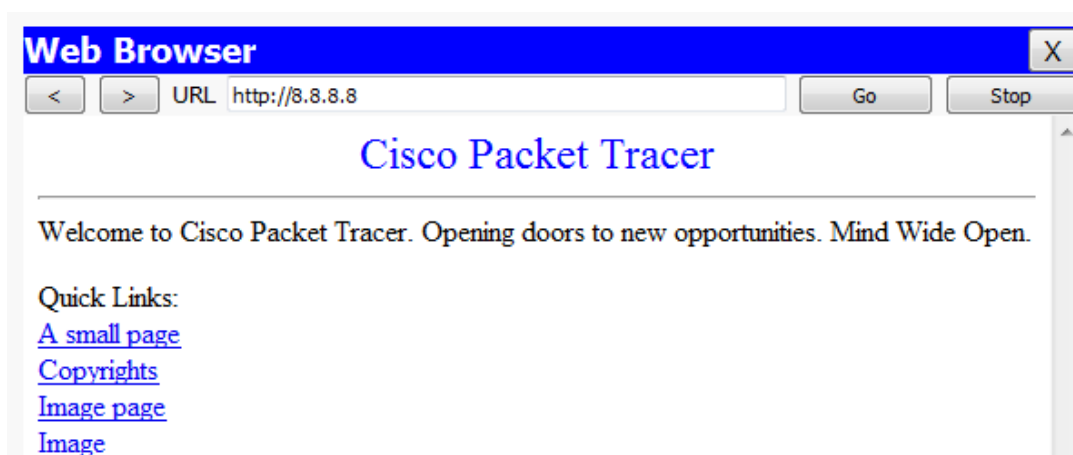 Web Browser X
< > URL http://8.8.8.8 Go Stop
Cisco Packet Tracer
Welcome to Cisco Packet Tracer. Opening doors to new opportunities. Mind Wide Open.
Quick Links:
A small page
Copyrights
Image page
Image